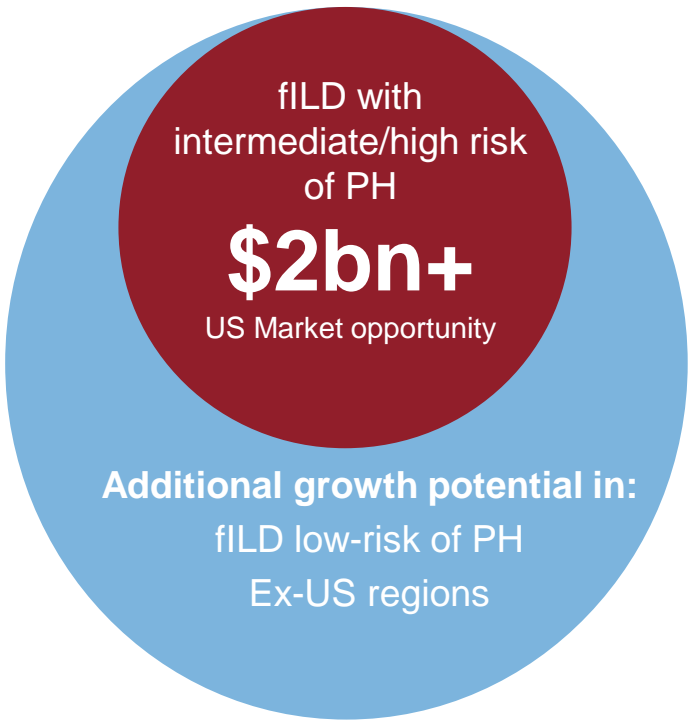 fILD with
intermediate/high risk
of PH
$2bn+
US Market opportunity
Additional growth potential in:
fILD low-risk of PH
Ex-US regions